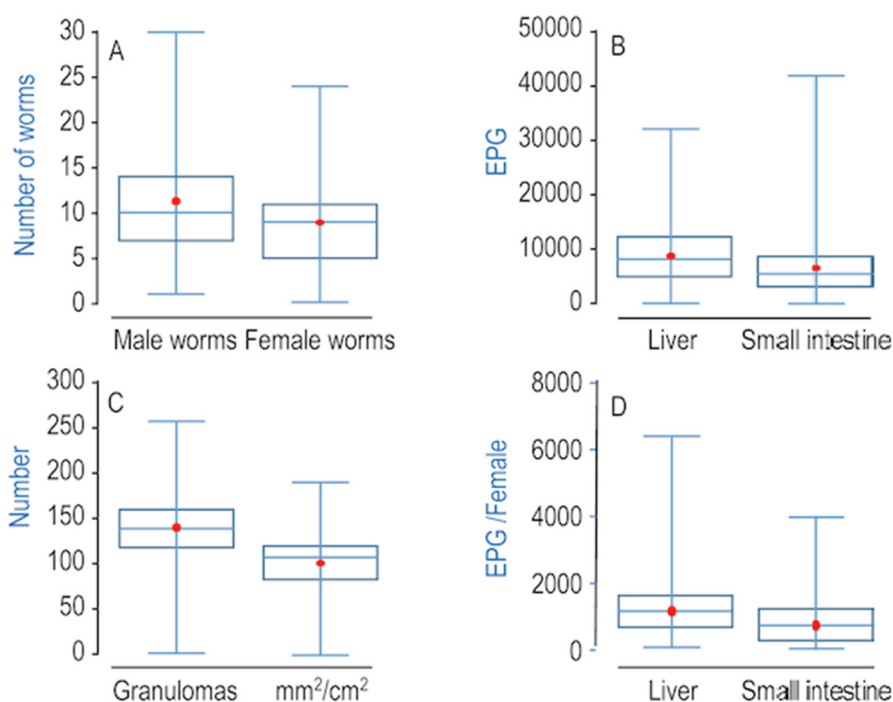 A
Number of worms
30
25
20
15
10
5
0
Male worms Female worms
B
EPG
50000
40000
30000
20000
10000
0
Liver Small intestine
C
Number
300
250
200
150
100
50
0
Granulomas mm²/cm²
D
EPG /Female
8000
6000
4000
2000
0
Liver Small intestine